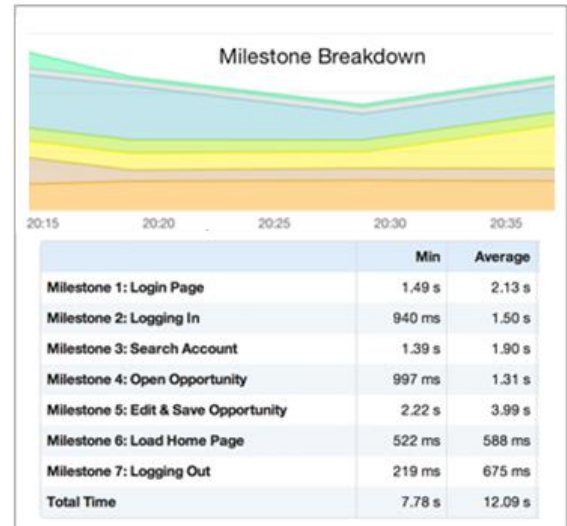 Milestone Breakdown
20:15 20:20 20:25 20:30 20:35
Min Average
Milestone 1: Login Page 1.49 s 2.13 s
Milestone 2: Logging In 940 ms 1.50 s
Milestone 3: Search Account 1.39 s 1.90 s
Milestone 4: Open Opportunity 997 ms 1.31 s
Milestone 5: Edit & Save Opportunity 2.22 s 3.99 s
Milestone 6: Load Home Page 522 ms 588 ms
Milestone 7: Logging Out 219 ms 675 ms
Total Time 7.78 s 12.09 s